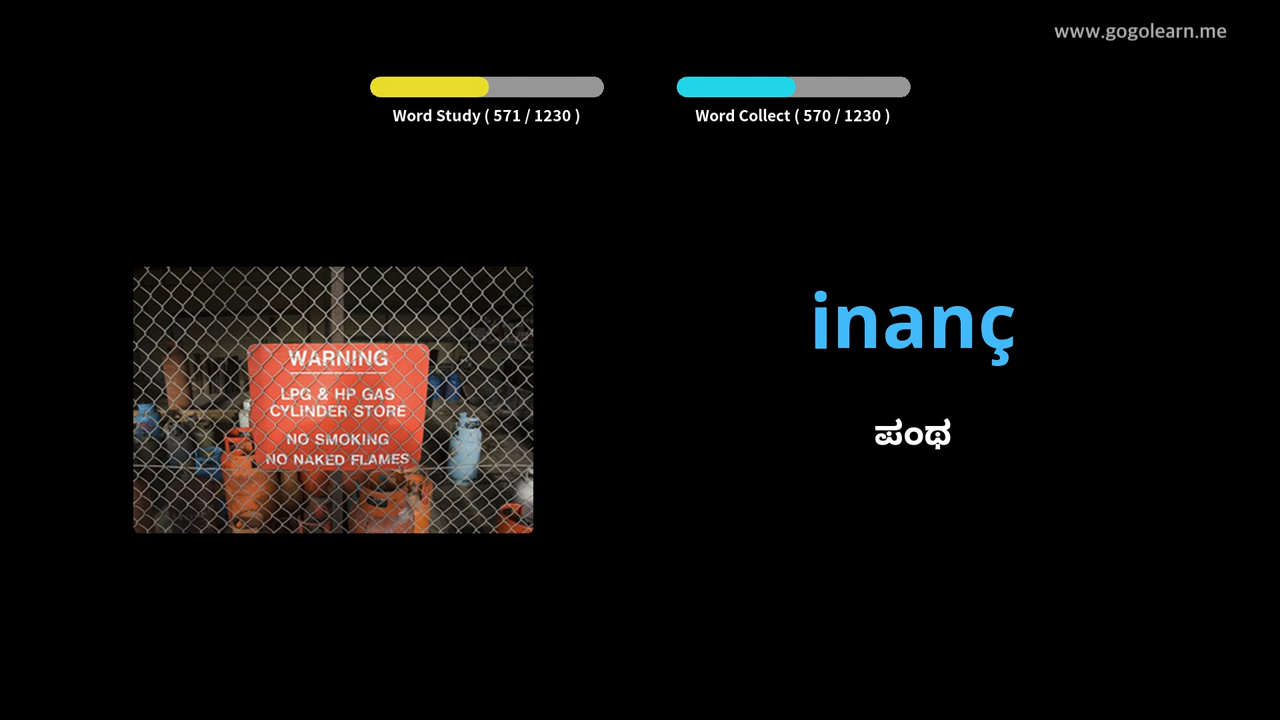 www.gogolearn.me
Word Study ( 571 / 1230 )
Word Collect ( 570 / 1230 )
WARNING
LPG & HP GAS
CYLINDER STORE
NO SMOKING
NO NAKED FLAMES
inanç
ಪಂಥ